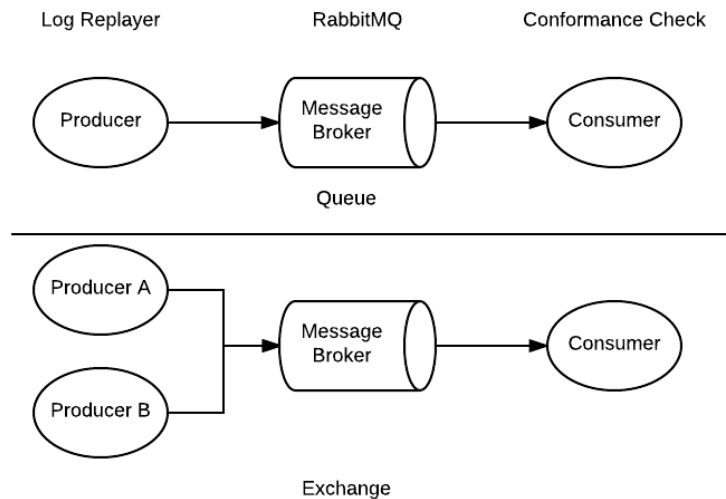 Log Replayer
RabbitMQ
Conformance Check
Producer
Message
Broker
Consumer
Queue
Producer A
Message
Broker
Consumer
Producer B
Exchange